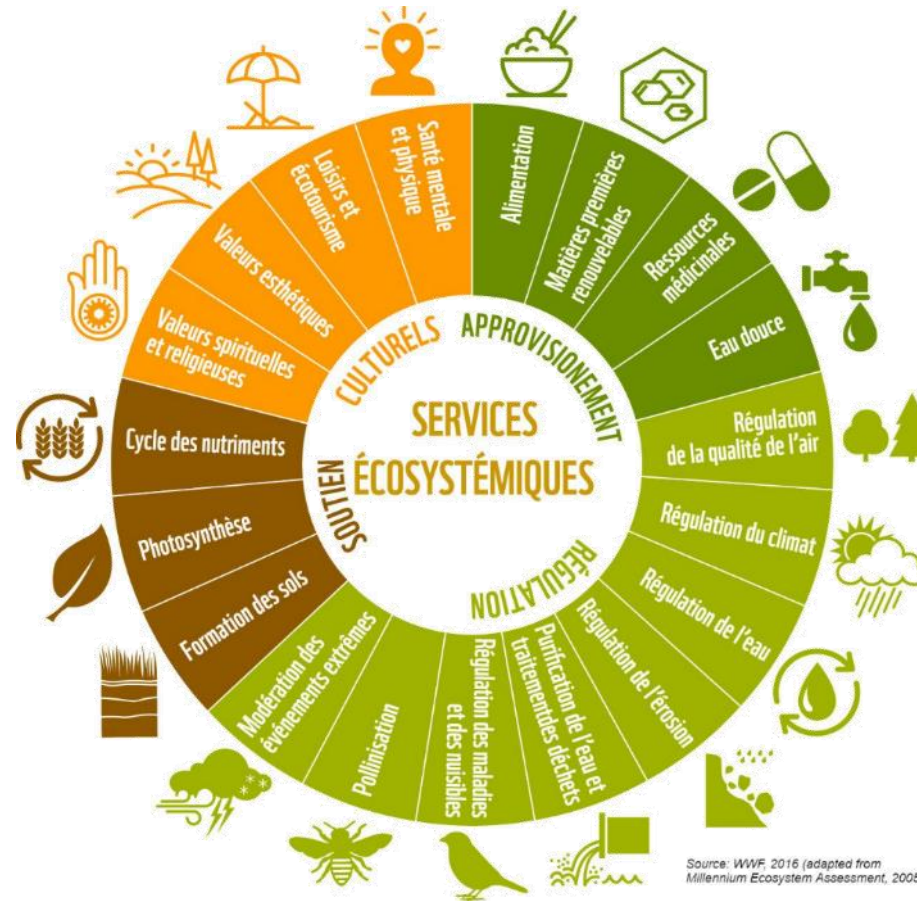 SERVICES
ÉCOSYSTÉMIQUES
APPROVISIONEMENT
Alimentation
Matières premières
renouvelables
Ressources
médicinales
Eau douce
RÉGULATION
Régulation
de la qualité de l'air
Régulation du climat
Régulation de l'eau
Régulation de l'érosion
Purification de l'eau et
traitementdes déchets
Régulation des maladies
et des nuisibles
Pollinisation
Modération des
événements extrêmes
SOUTIEN
Formation des sols
Photosynthèse
Cycle des nutriments
CULTURELS
Valeurs spirituelles
et religieuses
Valeurs esthétiques
Loisirs et
écotourisme
Santé mentale
et physique
Source: WWF, 2016 (adapted from
Millennium Ecosystem Assessment, 2005